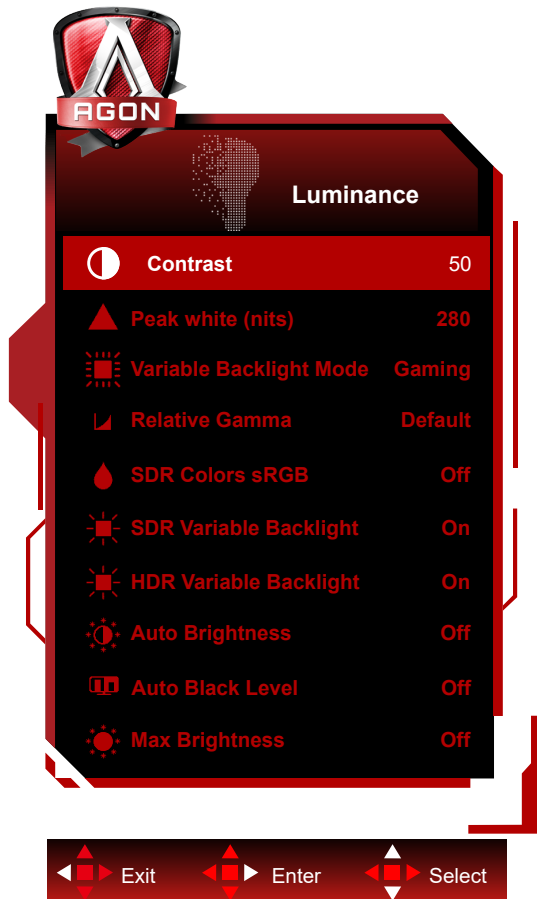 AGON
Luminance
Contrast 50
Peak white (nits) 280
Variable Backlight Mode Gaming
Relative Gamma Default
SDR Colors sRGB Off
SDR Variable Backlight On
HDR Variable Backlight On
Auto Brightness Off
Auto Black Level Off
Max Brightness Off
Exit Enter Select